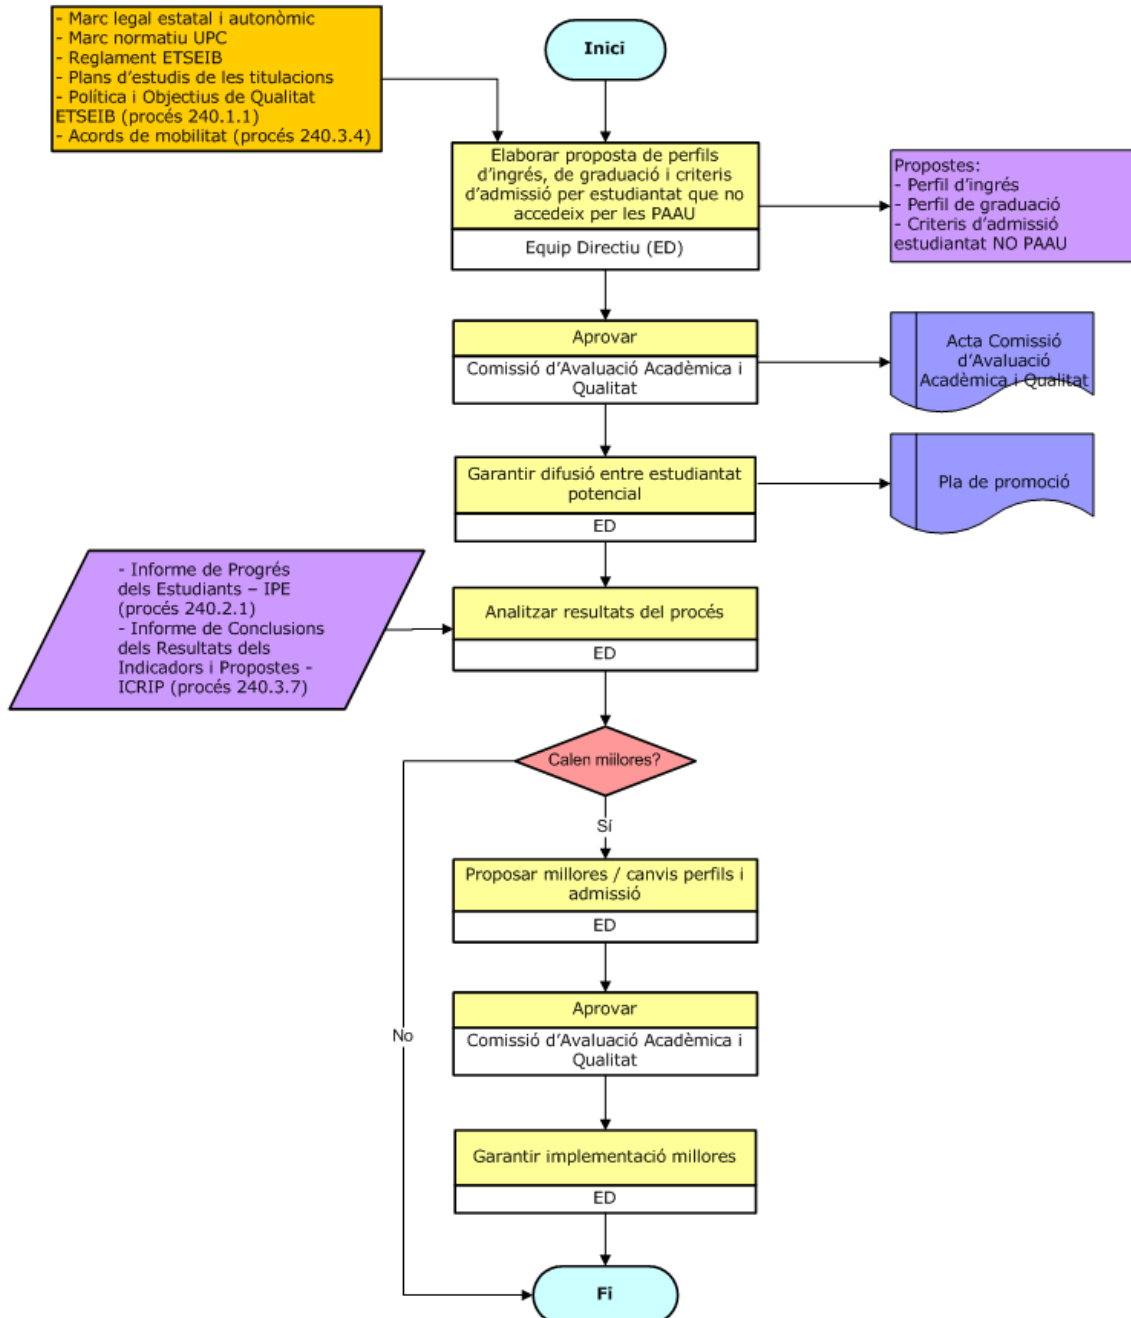 - Marc legal estatal i autonòmic
- Marc normatiu UPC
- Reglament ETSEIB
- Plans d'estudis de les titulacions
- Política i Objectius de Qualitat
ETSEIB (procés 240.1.1)
- Acords de mobilitat (procés 240.3.4)
Inici
Elaborar proposta de perfils
d'ingrés, de graduació i criteris
d'admissió per estudiantat que no
accedeix per les PAAU
Equip Directiu (ED)
Propostes:
- Perfil d'ingrés
- Perfil de graduació
- Criteris d'admissió
estudiantat NO PAAU
Aprovar
Comissió d'Avaluació Acadèmica i
Qualitat
Acta Comissió
d'Avaluació
Acadèmica i Qualitat
Garantir difusió entre estudiantat
potencial
ED
Pla de promoció
- Informe de Progrés
dels Estudiants – IPE
(procés 240.2.1)
- Informe de Conclusions
dels Resultats dels
Indicadors i Propostes -
ICRIP (procés 240.3.7)
Analitzar resultats del procés
ED
Calen miilores?
Sí
Proposar millores / canvis perfils i
admissió
ED
Aprovar
Comissió d'Avaluació Acadèmica i
Qualitat
No
Garantir implementació millores
ED
Fi